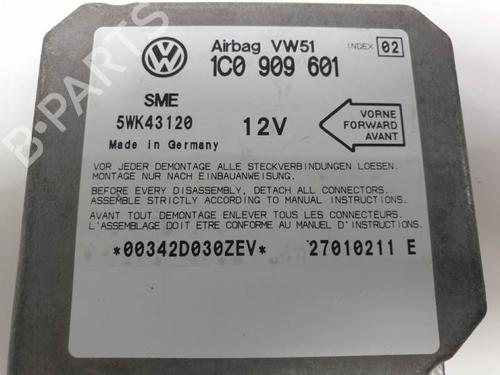 Airbag VW51 INDEX 02
1C0 909 601
SME
5WK43120 12V
Made in Germany
VORNE
FORWARD
AVANT
VOR JEDER DEMONTAGE ALLE STECKVERBINDUNGEN LOESEN.
MONTAGE NUR NACH EINBAUANWEISUNG.
BEFORE EVERY DISASSEMBLY, DETACH ALL CONNECTORS.
ASSEMBLE STRICTLY ACCORDING TO MANUAL INSTRUCTIONS.
AVANT TOUT DEMONTAGE ENLEVER TOUS LES CONNECTEURS.
L'ASSEMBLAGE DOIT ETRE CONFORME AU MANUEL D'INSTRUCTIONS.
*00342D030ZEV* 27010211 E
B-PARTS